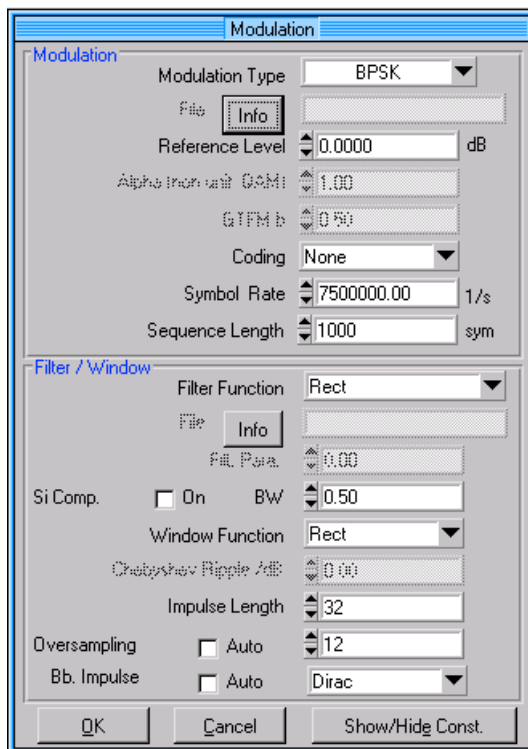 Modulation
Modulation
Modulation Type BPSK
File Info
Reference Level 0.0000 dB
Alpha (non unit QAM) 1.00
GTFM b 0.50
Coding None
Symbol Rate 7500000.00 1/s
Sequence Length 1000 sym
Filter / Window
Filter Function Rect
File Info
Fil. Para. 0.00
Si Comp. On BW 0.50
Window Function Rect
Chebyshev Ripple /dB 0.00
Impulse Length 32
Oversampling Auto 12
Bb. Impulse Auto Dirac
OK Cancel Show/Hide Const.